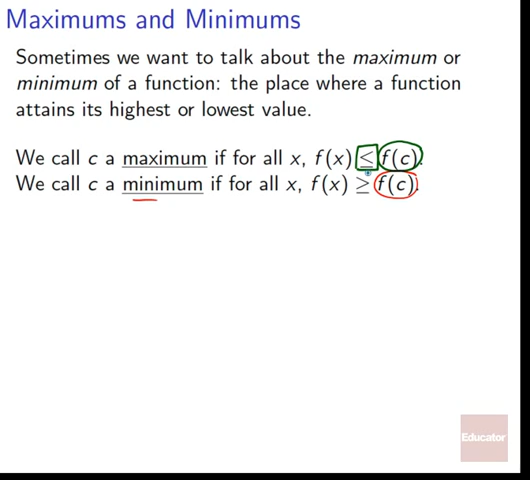 Maximums and Minimums
Sometimes we want to talk about the maximum or
minimum of a function: the place where a function
attains its highest or lowest value.
We call c a maximum if for all x, f(x) ≤ f(c).
We call c a minimum if for all x, f(x) ≥ f(c).
Educator